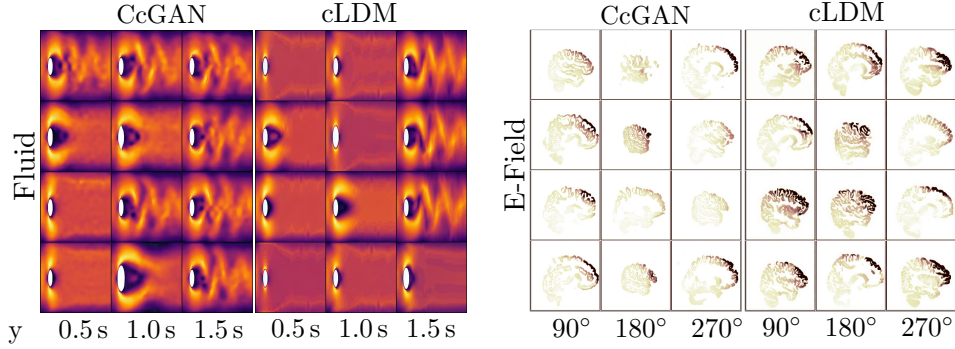 CcGAN cLDM CcGAN cLDM
Fluid
E-Field
y 0.5 s 1.0 s 1.5 s 0.5 s 1.0 s 1.5 s 90° 180° 270° 90° 180° 270°